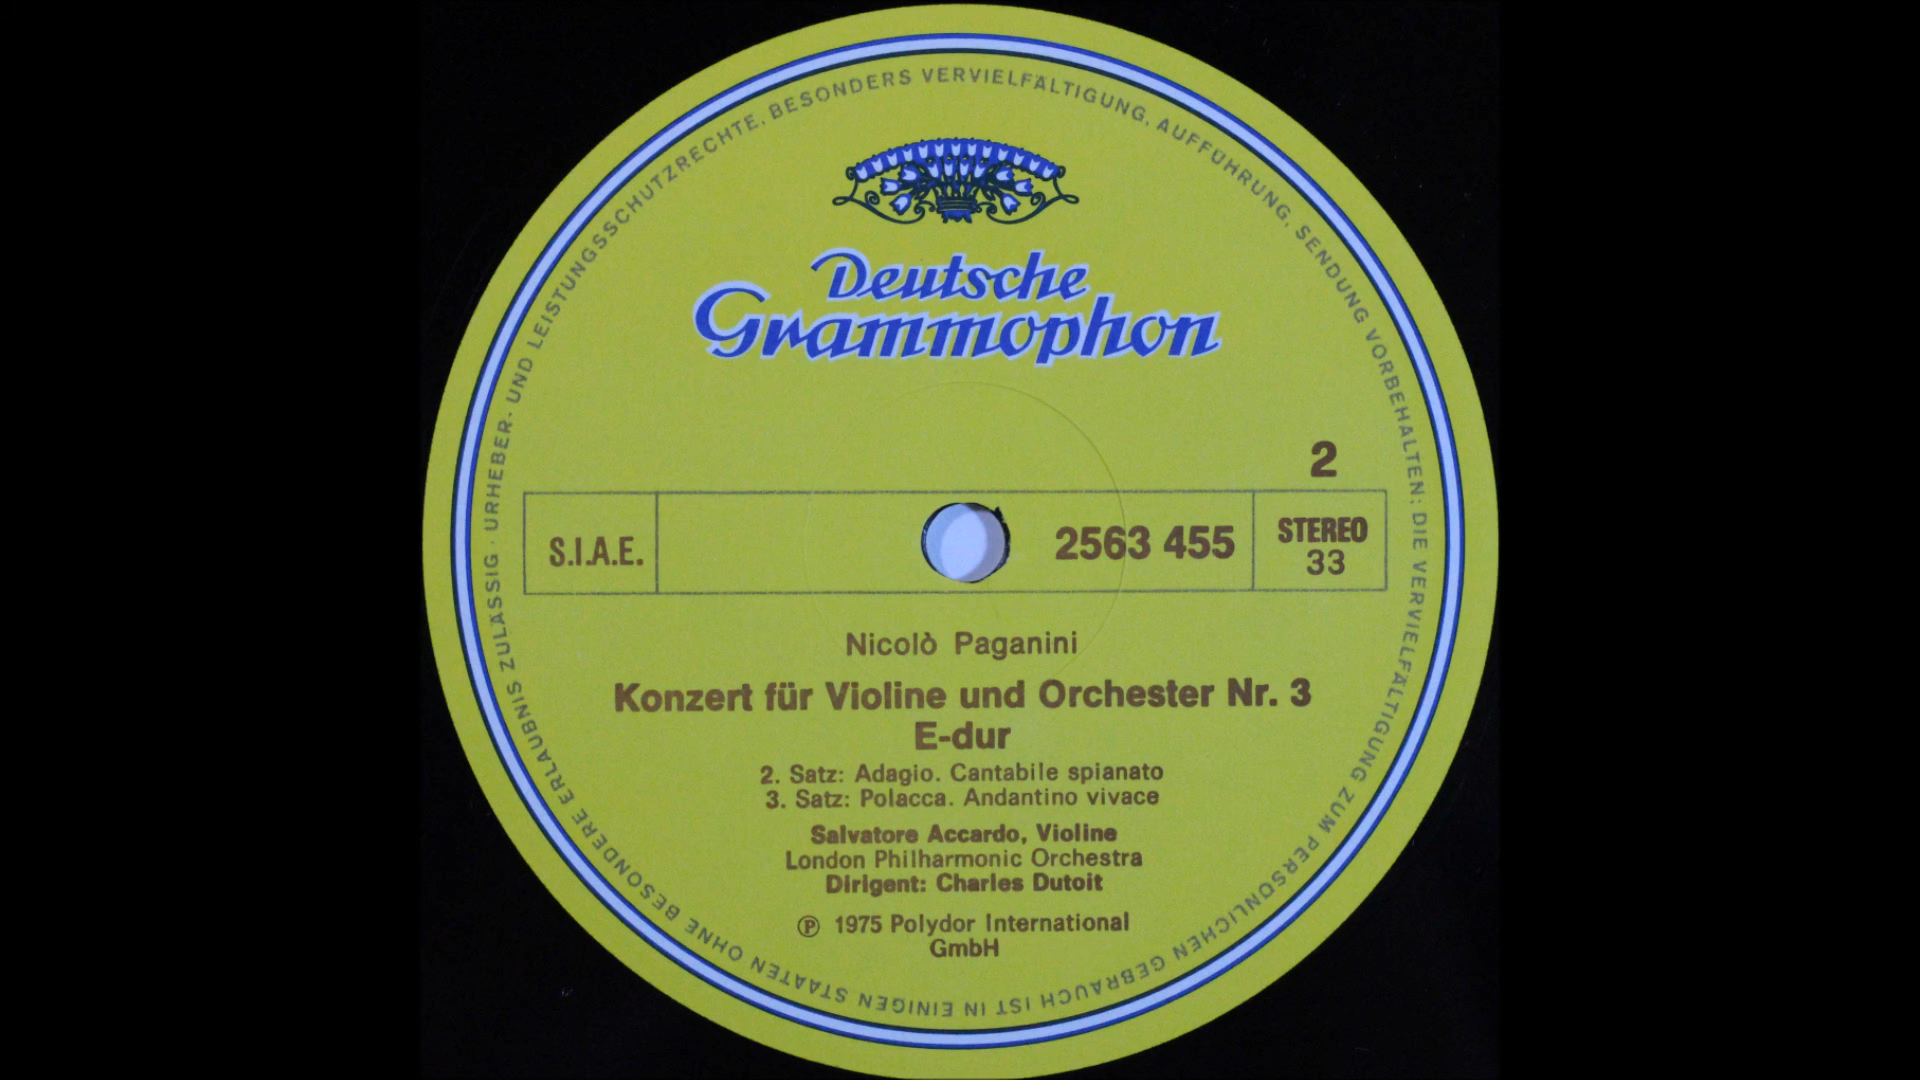 URHEBER- UND LEISTUNGSSCHUTZRECHTE, BESONDERS VERVIELFÄLTIGUNG, AUFFÜHRUNG, SENDUNG VORBEHALTEN; DIE VERVIELFÄLTIGUNG ZUM PERSÖNLICHEN GEBRAUCH IST IN EINIGEN STAATEN OHNE BESONDERE ERLAUBNIS ZULÄSSIG ·
Deutsche
Grammophon
2
S.I.A.E.
2563 455
STEREO
33
Nicolò Paganini
Konzert für Violine und Orchester Nr. 3
E-dur
2. Satz: Adagio. Cantabile spianato
3. Satz: Polacca. Andantino vivace
Salvatore Accardo, Violine
London Philharmonic Orchestra
Dirigent: Charles Dutoit
℗ 1975 Polydor International
GmbH